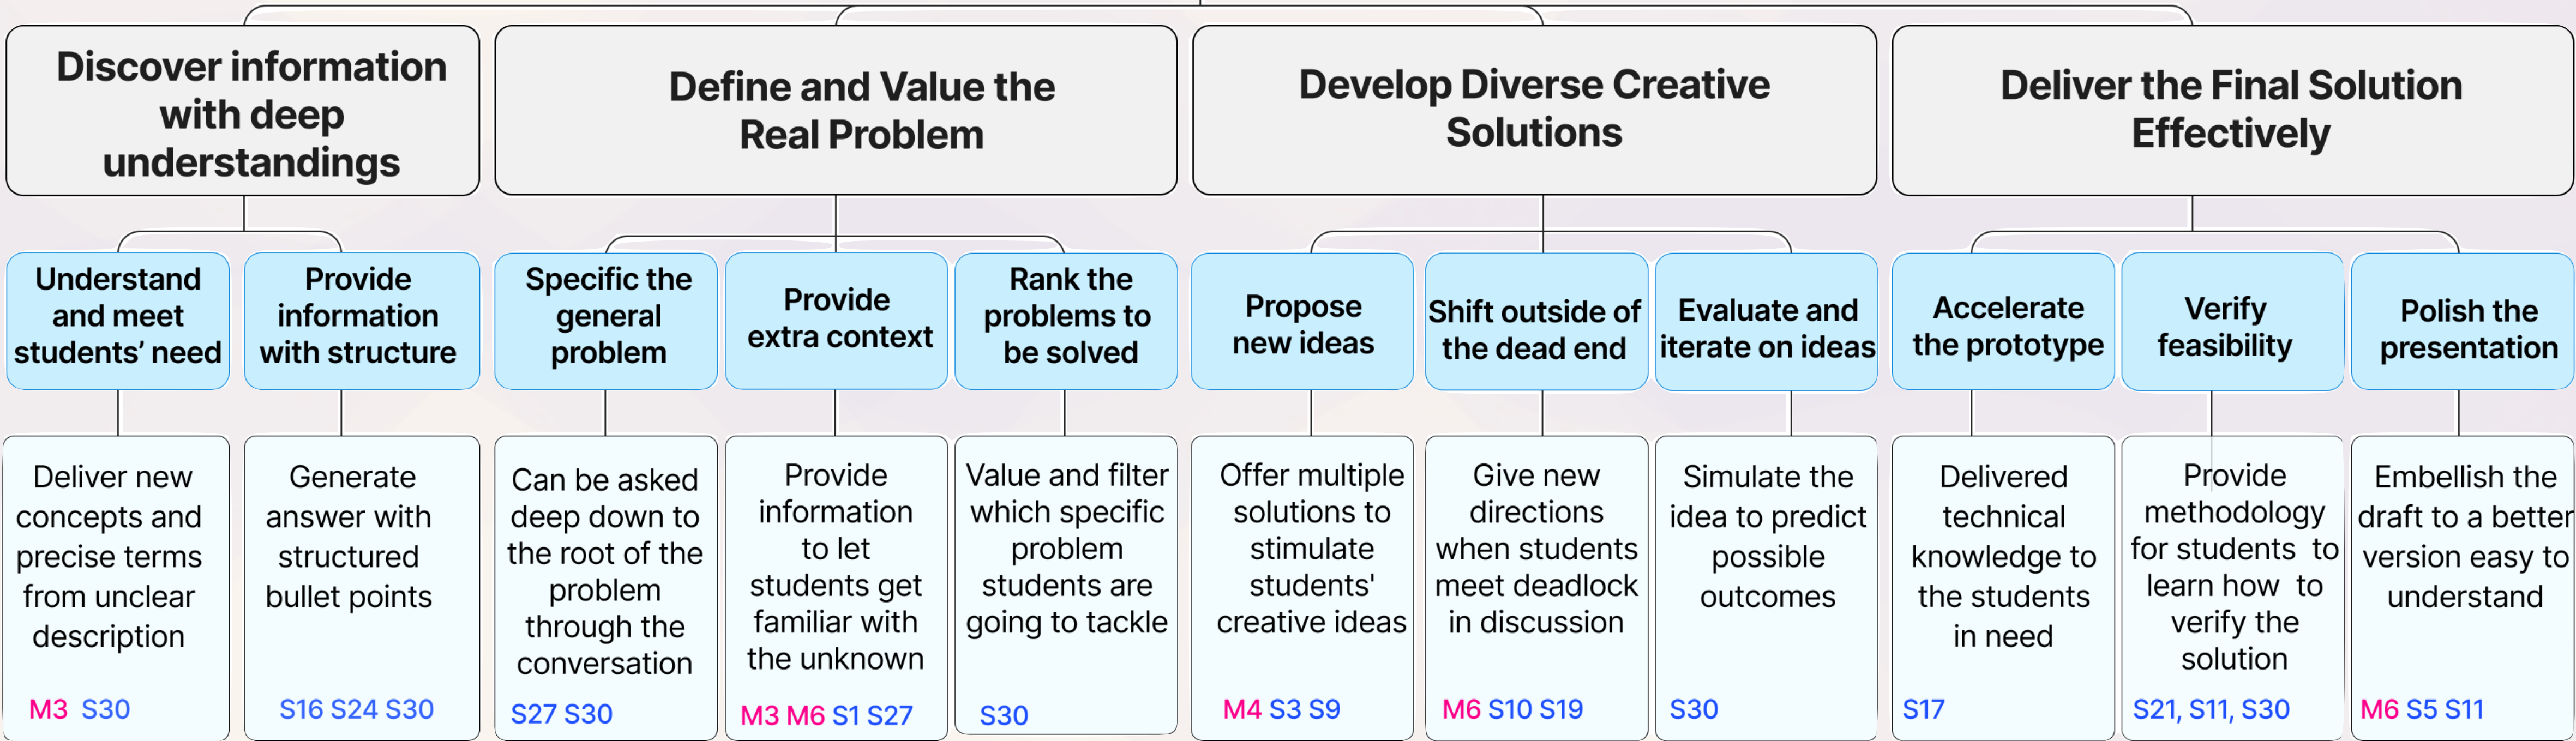 Discover information
with deep
understandings
Define and Value the
Real Problem
Develop Diverse Creative
Solutions
Deliver the Final Solution
Effectively
Understand
and meet
students’ need
Provide
information
with structure
Specific the
general
problem
Provide
extra context
Rank the
problems to
be solved
Propose
new ideas
Shift outside of
the dead end
Evaluate and
iterate on ideas
Accelerate
the prototype
Verify
feasibility
Polish the
presentation
Deliver new
concepts and
precise terms
from unclear
description
M3 S30
Generate
answer with
structured
bullet points
S16 S24 S30
Can be asked
deep down to
the root of the
problem
through the
conversation
S27 S30
Provide
information
to let
students get
familiar with
the unknown
M3 M6 S1 S27
Value and filter
which specific
problem
students are
going to tackle
S30
Offer multiple
solutions to
stimulate
students'
creative ideas
M4 S3 S9
Give new
directions
when students
meet deadlock
in discussion
M6 S10 S19
Simulate the
idea to predict
possible
outcomes
S30
Delivered
technical
knowledge to
the students
in need
S17
Provide
methodology
for students to
learn how to
verify the
solution
S21, S11, S30
Embellish the
draft to a better
version easy to
understand
M6 S5 S11